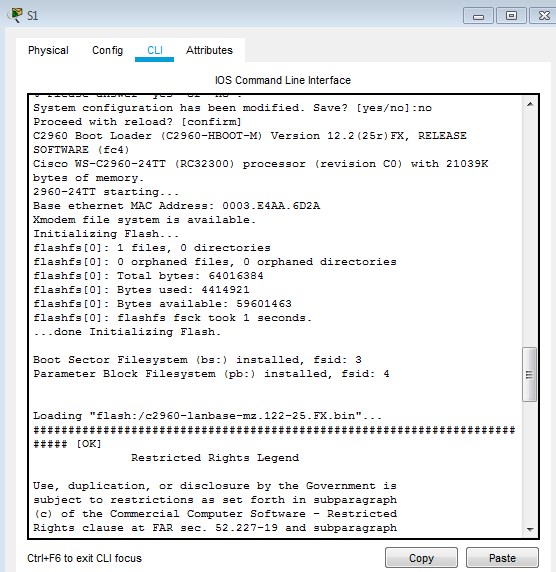 S1
Physical Config CLI Attributes
IOS Command Line Interface
System configuration has been modified. Save? [yes/no]:no
Proceed with reload? [confirm]
C2960 Boot Loader (C2960-HBOOT-M) Version 12.2(25r)FX, RELEASE
SOFTWARE (fc4)
Cisco WS-C2960-24TT (RC32300) processor (revision C0) with 21039K
bytes of memory.
2960-24TT starting...
Base ethernet MAC Address: 0003.E4AA.6D2A
Xmodem file system is available.
Initializing Flash...
flashfs[0]: 1 files, 0 directories
flashfs[0]: 0 orphaned files, 0 orphaned directories
flashfs[0]: Total bytes: 64016384
flashfs[0]: Bytes used: 4414921
flashfs[0]: Bytes available: 59601463
flashfs[0]: flashfs fsck took 1 seconds.
...done Initializing Flash.
Boot Sector Filesystem (bs:) installed, fsid: 3
Parameter Block Filesystem (pb:) installed, fsid: 4
Loading "flash:/c2960-lanbase-mz.122-25.FX.bin"...
#####################################################################
##### [OK]
Restricted Rights Legend
Use, duplication, or disclosure by the Government is
subject to restrictions as set forth in subparagraph
(c) of the Commercial Computer Software - Restricted
Rights clause at FAR sec. 52.227-19 and subparagraph
Ctrl+F6 to exit CLI focus
Copy Paste